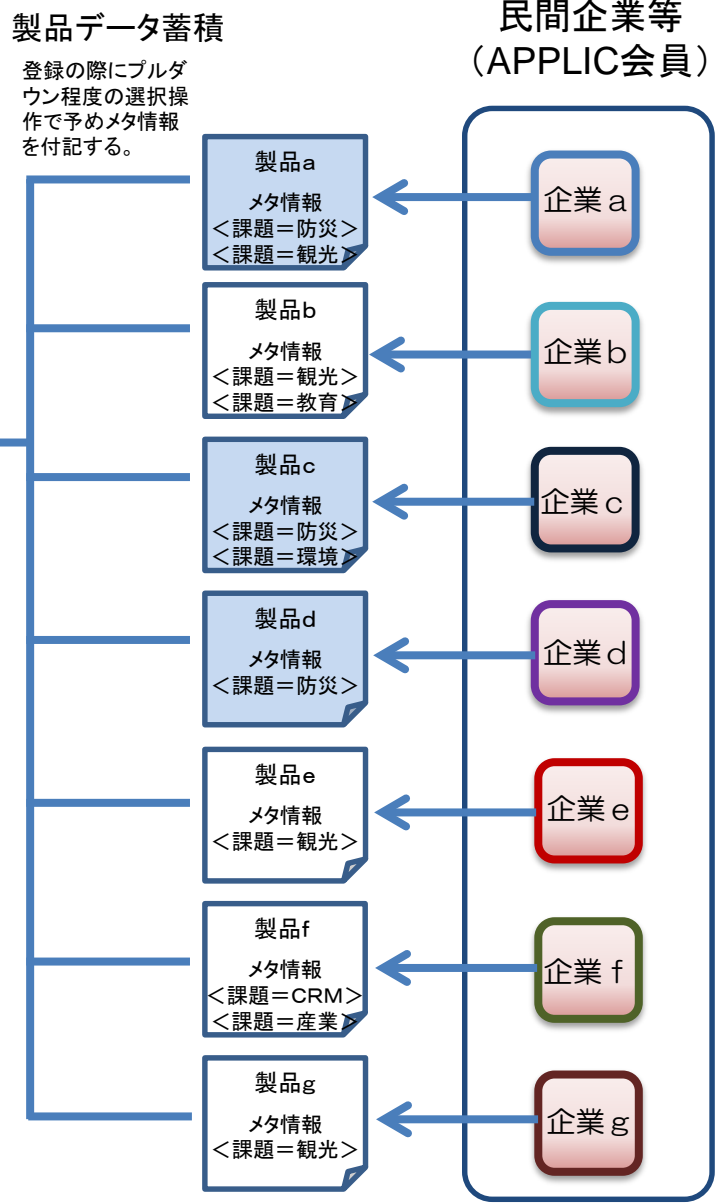 製品データ蓄積
登録の際にプルダ
ウン程度の選択操
作で予めメタ情報
を付記する。
民間企業等
（APPLIC会員）
製品a
メタ情報
＜課題＝防災＞
＜課題＝観光＞
企業ａ
製品b
メタ情報
＜課題＝観光＞
＜課題＝教育＞
企業ｂ
製品c
メタ情報
＜課題＝防災＞
＜課題＝環境＞
企業ｃ
製品d
メタ情報
＜課題＝防災＞
企業ｄ
製品e
メタ情報
＜課題＝観光＞
企業ｅ
製品f
メタ情報
＜課題＝CRM＞
＜課題＝産業＞
企業ｆ
製品g
メタ情報
＜課題＝観光＞
企業ｇ